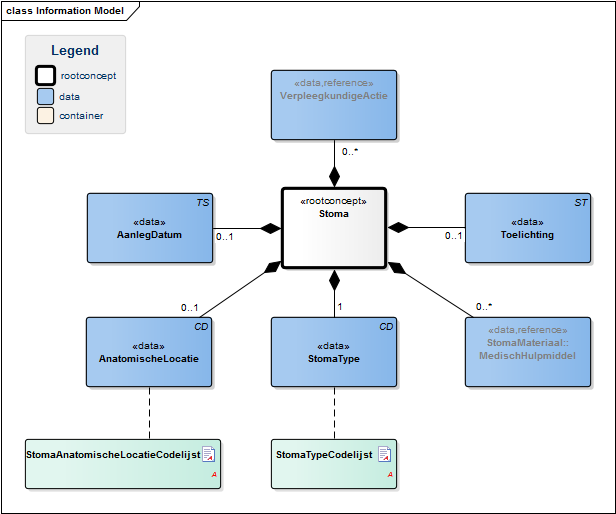 class Information Model
Legend
rootconcept
data
container
«data,reference»
VerpleegkundigeActie
0..*
«rootconcept»
Stoma
TS
«data»
AanlegDatum
0..1
ST
«data»
Toelichting
0..1
0..1
1
0..*
CD
«data»
AnatomischeLocatie
CD
«data»
StomaType
«data,reference»
StomaMateriaal::
MedischHulpmiddel
StomaAnatomischeLocatieCodelijst
A
StomaTypeCodelijst
A